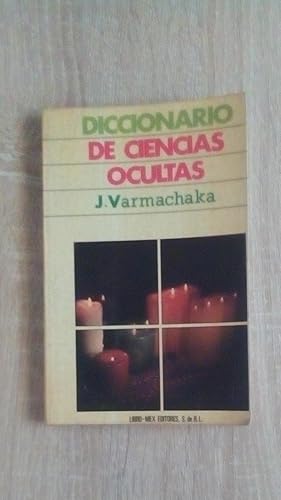 DICCIONARIO
DE CIENCIAS
OCULTAS
J. Varmachaka
LIBRO-MEX EDITORES, S. de R. L.